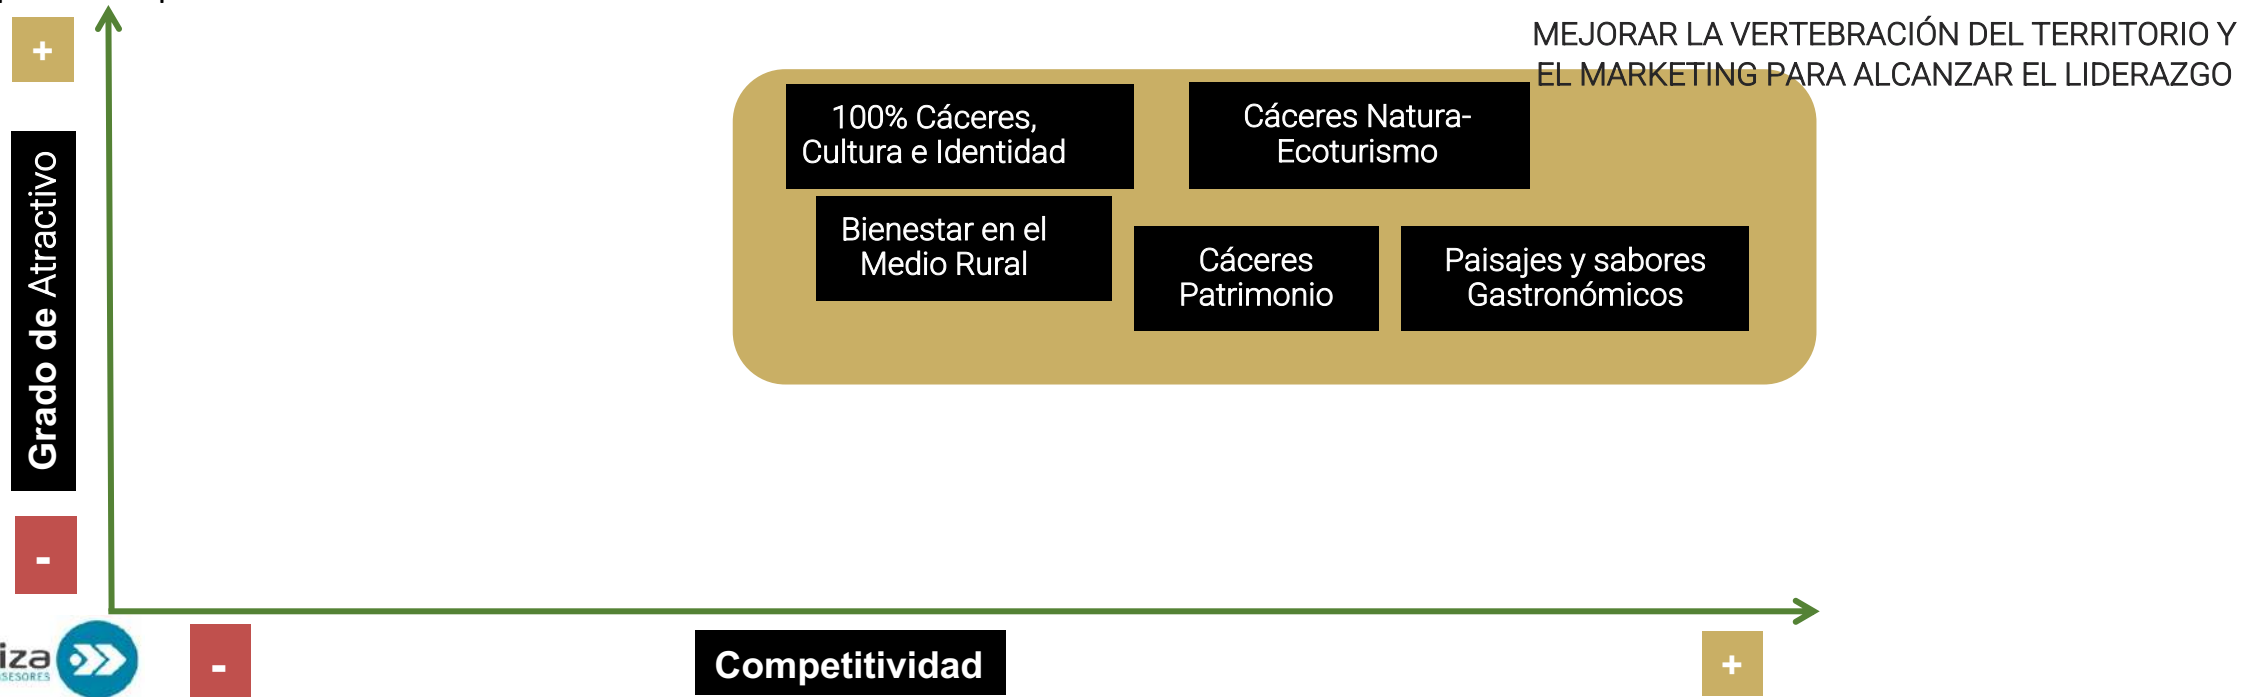 +
MEJORAR LA VERTEBRACIÓN DEL TERRITORIO Y
EL MARKETING PARA ALCANZAR EL LIDERAZGO
100% Cáceres,
Cultura e Identidad
Cáceres Natura-
Ecoturismo
Bienestar en el
Medio Rural
Cáceres
Patrimonio
Paisajes y sabores
Gastronómicos
Grado de Atractivo
-
-
Competitividad
+